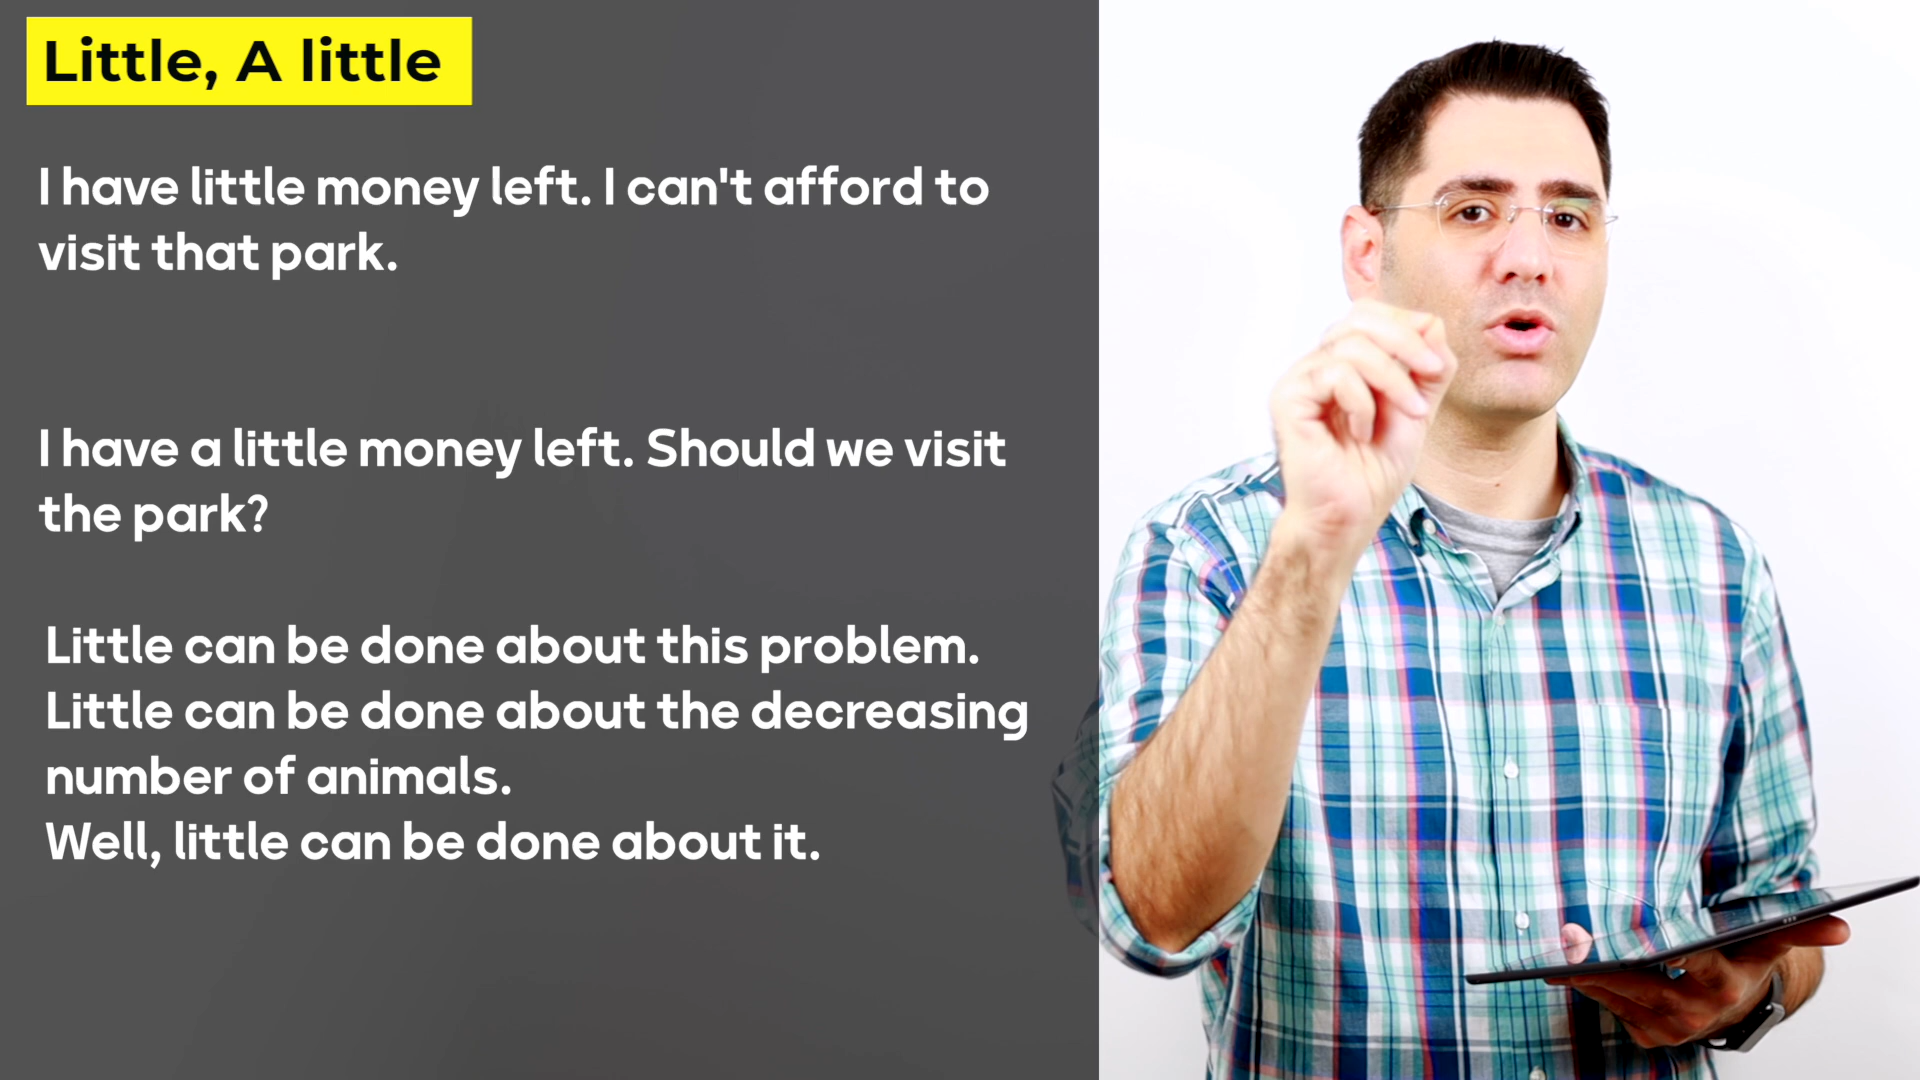 Little, A little
I have little money left. I can't afford to
visit that park.
I have a little money left. Should we visit
the park?
Little can be done about this problem.
Little can be done about the decreasing
number of animals.
Well, little can be done about it.